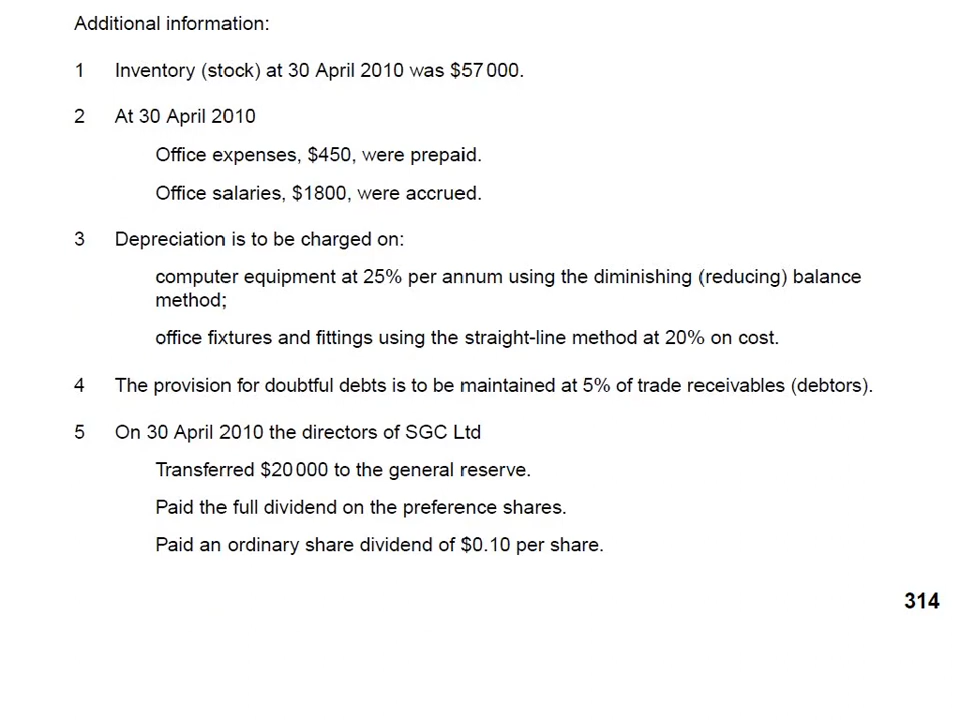 Additional information:
1 Inventory (stock) at 30 April 2010 was $57 000.
2 At 30 April 2010
Office expenses, $450, were prepaid.
Office salaries, $1800, were accrued.
3 Depreciation is to be charged on:
computer equipment at 25% per annum using the diminishing (reducing) balance
method;
office fixtures and fittings using the straight-line method at 20% on cost.
4 The provision for doubtful debts is to be maintained at 5% of trade receivables (debtors).
5 On 30 April 2010 the directors of SGC Ltd
Transferred $20 000 to the general reserve.
Paid the full dividend on the preference shares.
Paid an ordinary share dividend of $0.10 per share.
314